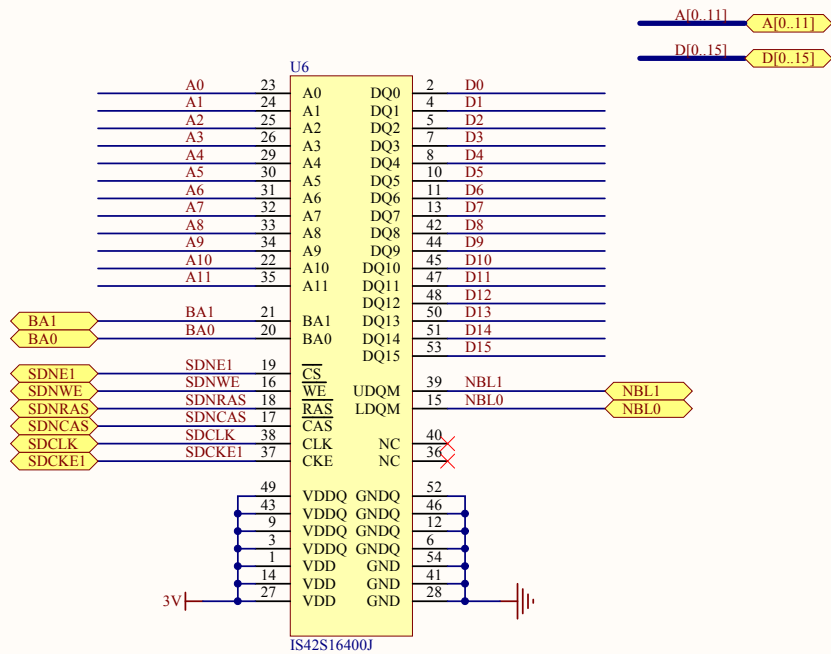 A[0..11] A[0..11]
D[0..15] D[0..15]
U6
A0 23 A0 DQ0 2 D0
A1 24 A1 DQ1 4 D1
A2 25 A2 DQ2 5 D2
A3 26 A3 DQ3 7 D3
A4 29 A4 DQ4 8 D4
A5 30 A5 DQ5 10 D5
A6 31 A6 DQ6 11 D6
A7 32 A7 DQ7 13 D7
A8 33 A8 DQ8 42 D8
A9 34 A9 DQ9 44 D9
A10 22 A10 DQ10 45 D10
A11 35 A11 DQ11 47 D11
DQ12 48 D12
BA1 BA1 21 BA1 DQ13 50 D13
BA0 BA0 20 BA0 DQ14 51 D14
DQ15 53 D15
SDNE1 SDNE1 19 CS
SDNWE SDNWE 16 WE UDQM 39 NBL1 NBL1
SDNRAS SDNRAS 18 RAS LDQM 15 NBL0 NBL0
SDNCAS SDNCAS 17 CAS
SDCLK SDCLK 38 CLK NC 40
SDCKE1 SDCKE1 37 CKE NC 36
49 VDDQ GNDQ 52
43 VDDQ GNDQ 46
9 VDDQ GNDQ 12
3 VDDQ GNDQ 6
1 VDD GND 54
14 VDD GND 41
3V 27 VDD GND 28
IS42S16400J